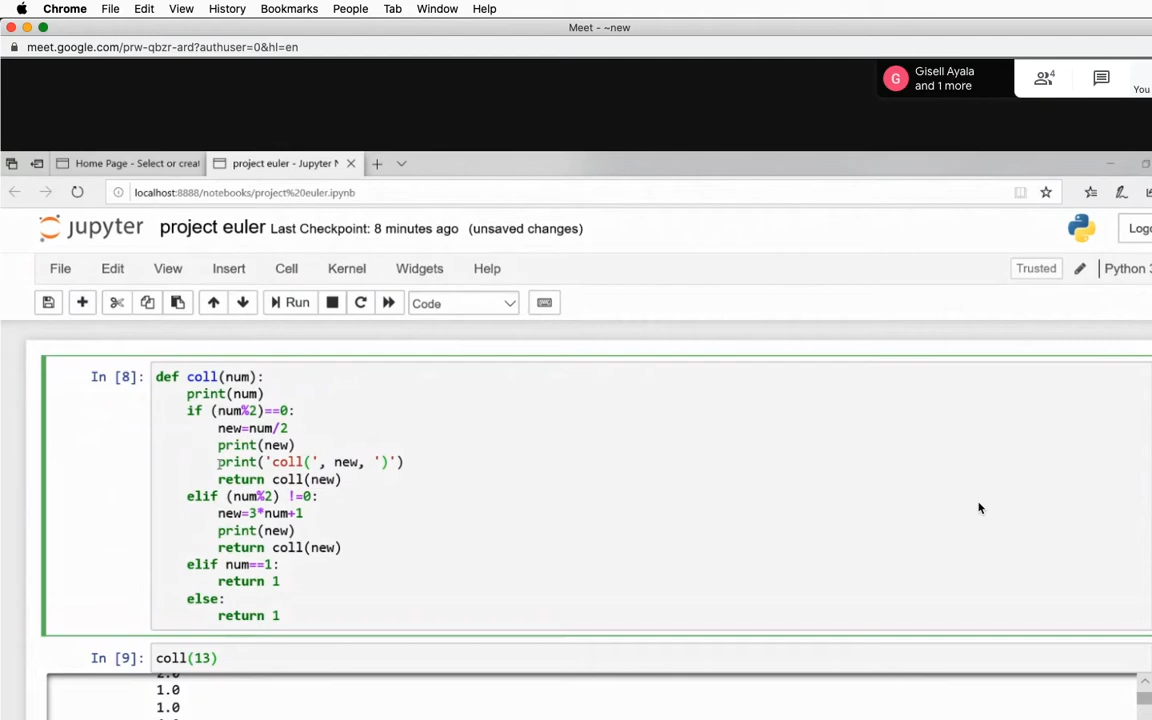 Chrome File Edit View History Bookmarks People Tab Window Help
Meet - ~new
meet.google.com/prw-qbzr-ard?authuser=0&hl=en
G Gisell Ayala
and 1 more
4
You
Home Page - Select or creat
project euler - Jupyter N
localhost:8888/notebooks/project%20euler.ipynb
jupyter project euler Last Checkpoint: 8 minutes ago (unsaved changes)
Logo
File Edit View Insert Cell Kernel Widgets Help
Trusted Python 3
Run Code
In [8]: def coll(num):
print(num)
if (num%2)==0:
new=num/2
print(new)
print('coll(', new, ')')
return coll(new)
elif (num%2) !=0:
new=3*num+1
print(new)
return coll(new)
elif num==1:
return 1
else:
return 1
In [9]: coll(13)
2.0
1.0
1.0